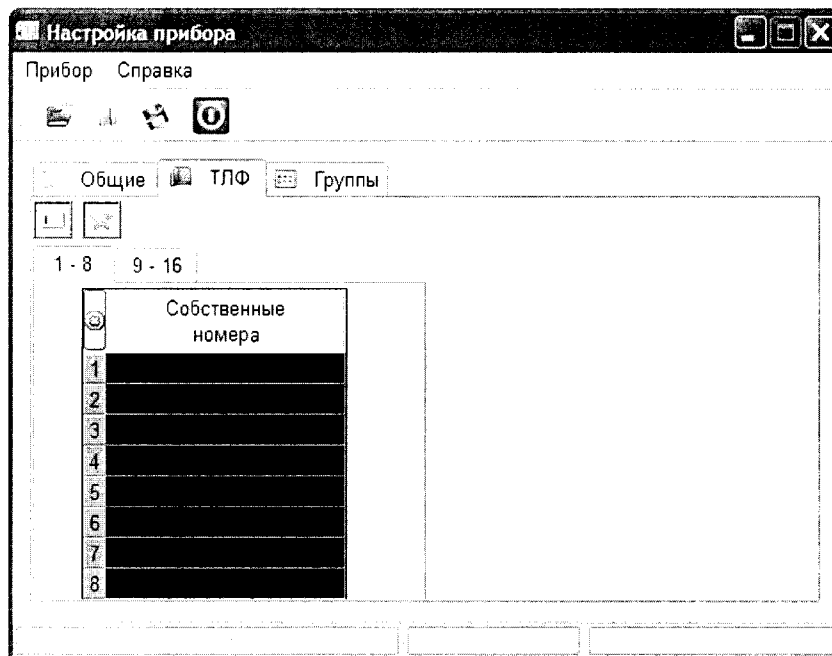 Настройка прибора
Прибор Справка
Общие ТЛФ Группы
1 - 8 9 - 16
Собственные
номера
1
2
3
4
5
6
7
8